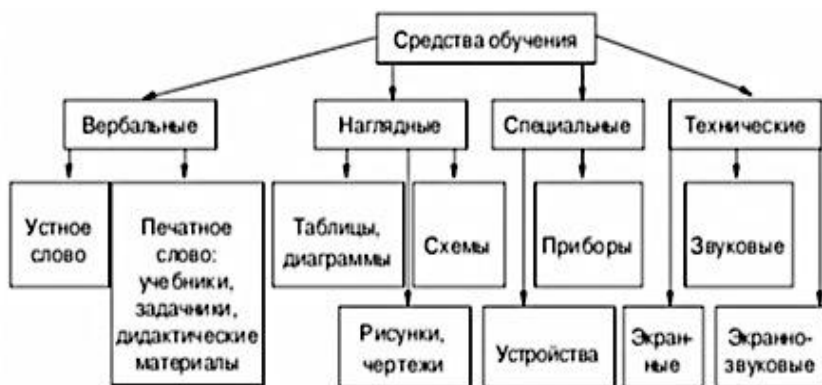 Средства обучения
Вербальные
Наглядные
Специальные
Технические
Устное
слово
Печатное
слово:
учебники,
задачники,
дидактические
материалы
Таблицы,
диаграммы
Схемы
Приборы
Звуковые
Рисунки,
чертежи
Устройства
Экран-
ные
Экранно-
звуковые